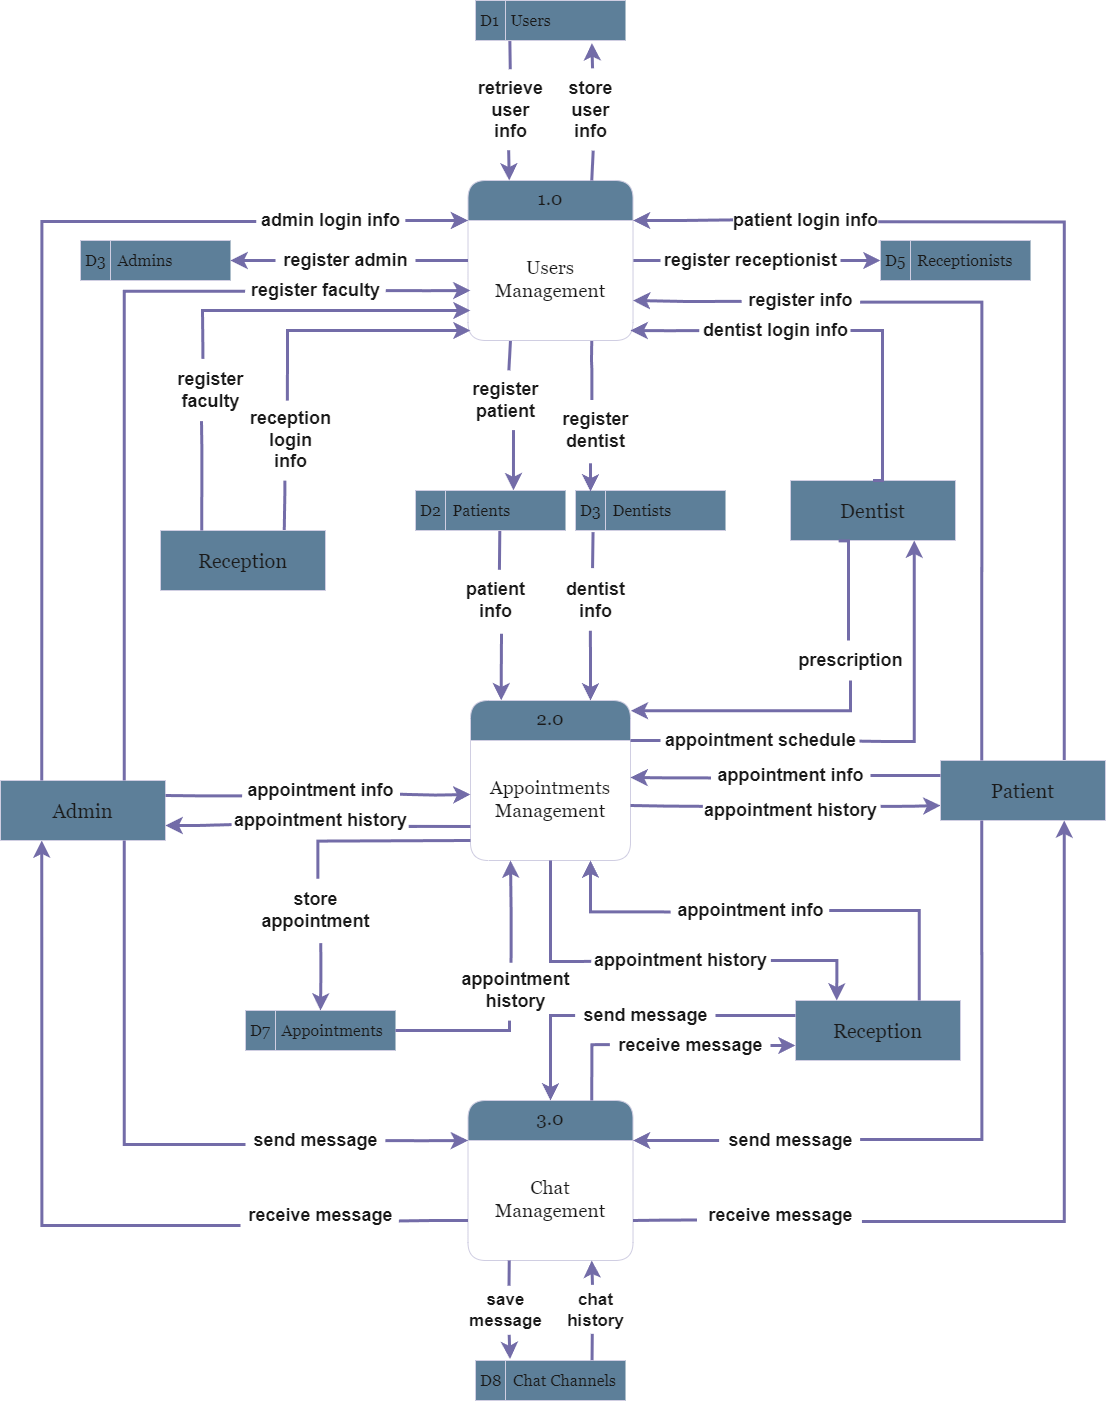 D1 Users
retrieve
user
info
store
user
info
1.0
admin login info
patient login info
D3 Admins
register admin
Users
Management
register receptionist
D5 Receptionists
register faculty
register info
dentist login info
register
faculty
reception
login
info
register
patient
register
dentist
D2 Patients
D3 Dentists
Dentist
Reception
patient
info
dentist
info
prescription
2.0
appointment schedule
appointment info
appointment info
Appointments
Management
Admin
Patient
appointment history
appointment history
store
appointment
appointment info
appointment history
appointment
history
D7 Appointments
send message
Reception
receive message
3.0
send message
send message
Chat
Management
receive message
receive message
save
message
chat
history
D8 Chat Channels